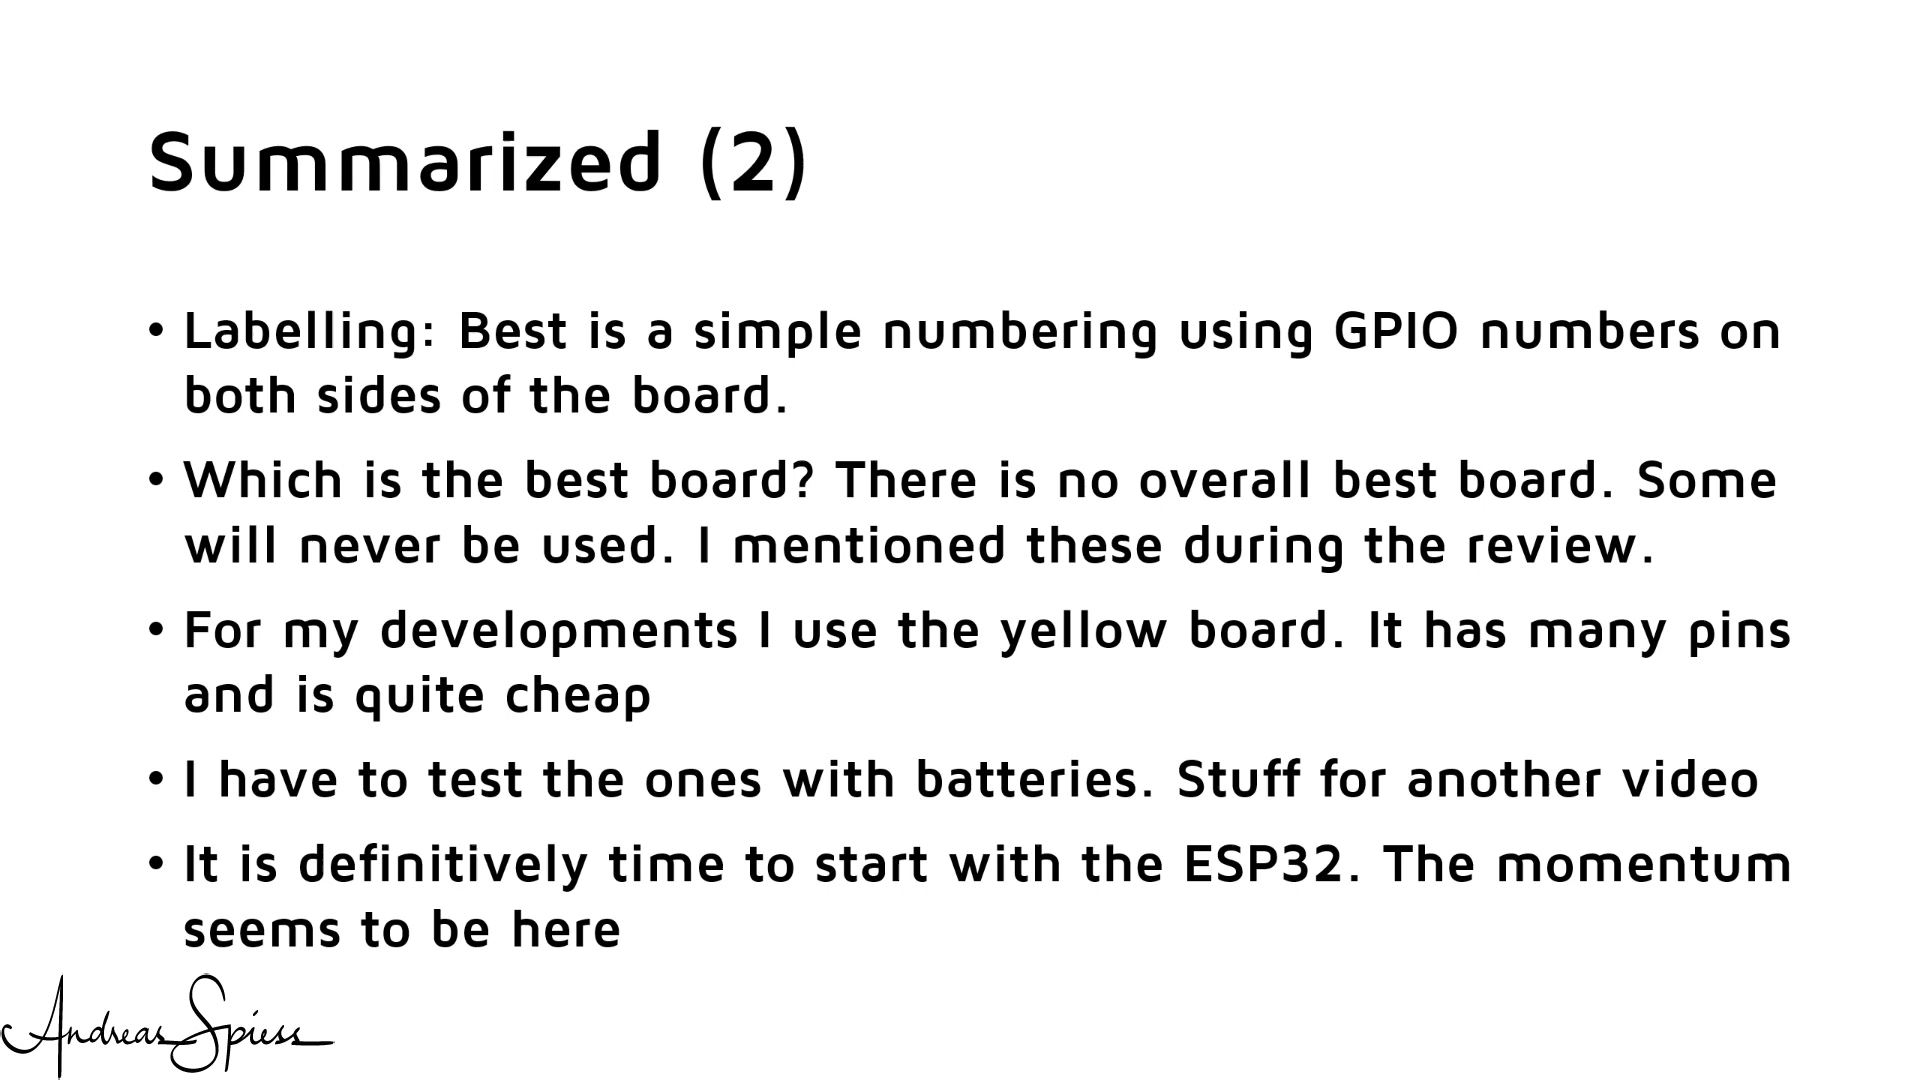 Summarized (2)
• Labelling: Best is a simple numbering using GPIO numbers on
both sides of the board.
• Which is the best board? There is no overall best board. Some
will never be used. I mentioned these during the review.
• For my developments I use the yellow board. It has many pins
and is quite cheap
• I have to test the ones with batteries. Stuff for another video
• It is definitively time to start with the ESP32. The momentum
seems to be here
Andreas Spiess